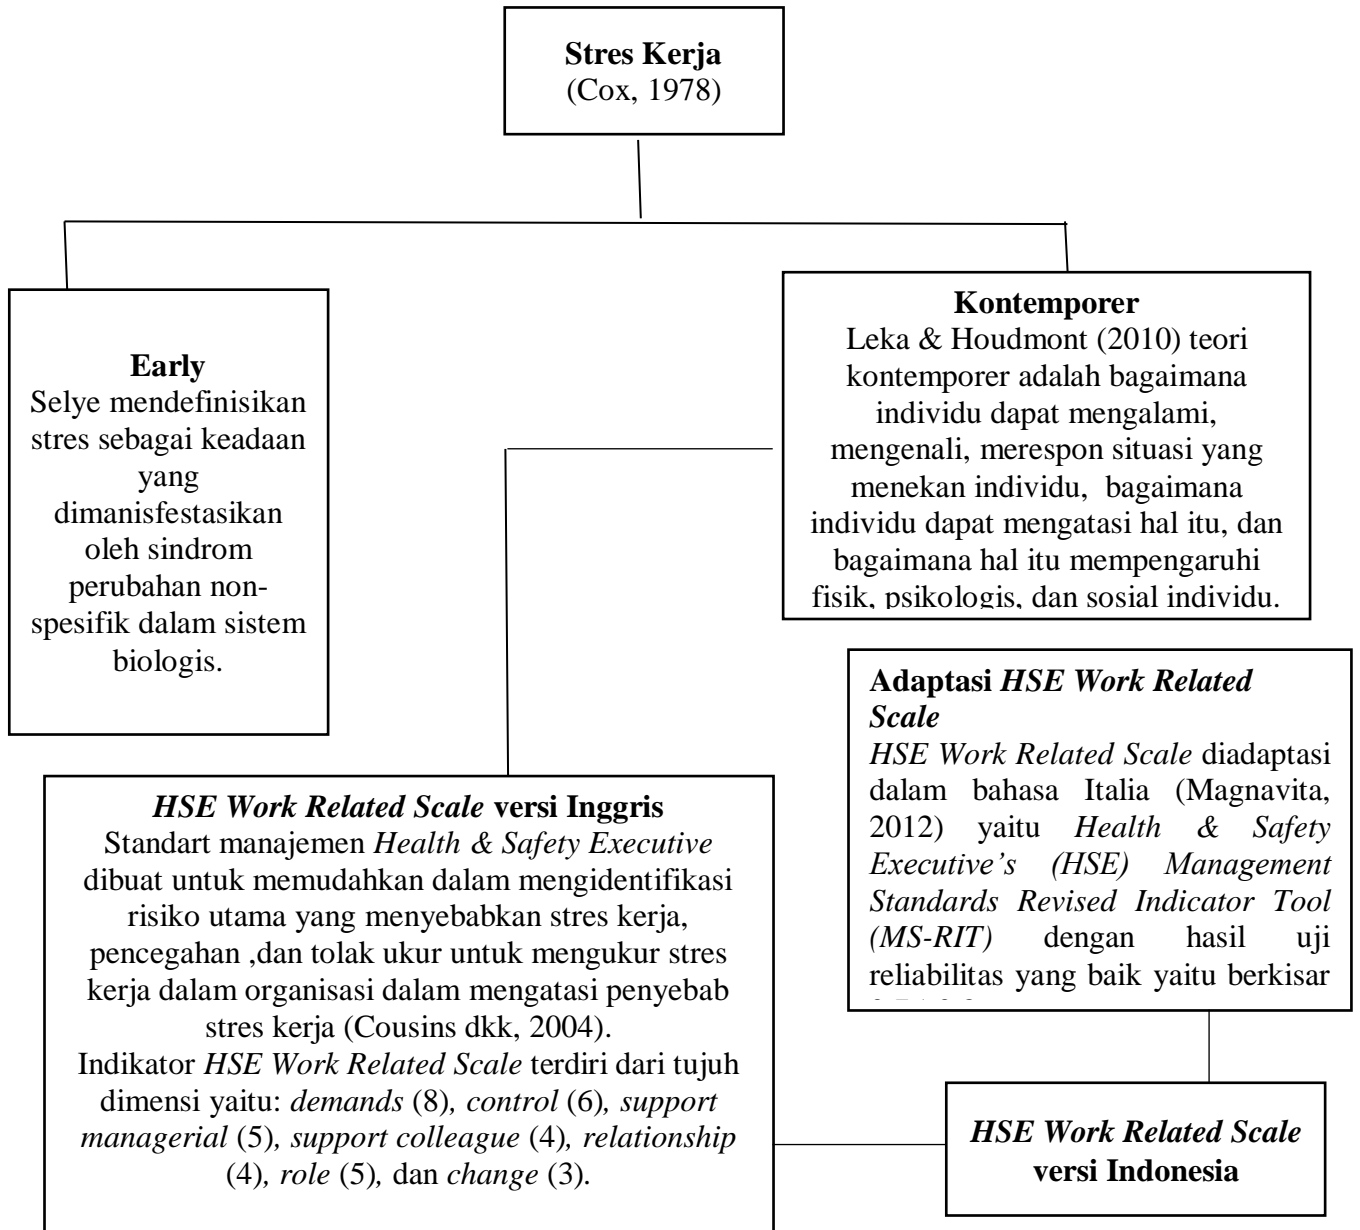 Stres Kerja
(Cox, 1978)
Early
Selye mendefinisikan
stres sebagai keadaan
yang
dimanisfestasikan
oleh sindrom
perubahan non-
spesifik dalam sistem
biologis.
Kontemporer
Leka & Houdmont (2010) teori
kontemporer adalah bagaimana
individu dapat mengalami,
mengenali, merespon situasi yang
menekan individu, bagaimana
individu dapat mengatasi hal itu, dan
bagaimana hal itu mempengaruhi
fisik, psikologis, dan sosial individu.
HSE Work Related Scale versi Inggris
Standart manajemen Health & Safety Executive
dibuat untuk memudahkan dalam mengidentifikasi
risiko utama yang menyebabkan stres kerja,
pencegahan ,dan tolak ukur untuk mengukur stres
kerja dalam organisasi dalam mengatasi penyebab
stres kerja (Cousins dkk, 2004).
Indikator HSE Work Related Scale terdiri dari tujuh
dimensi yaitu: demands (8), control (6), support
managerial (5), support colleague (4), relationship
(4), role (5), dan change (3).
Adaptasi HSE Work Related
Scale
HSE Work Related Scale diadaptasi
dalam bahasa Italia (Magnavita,
2012) yaitu Health & Safety
Executive's (HSE) Management
Standards Revised Indicator Tool
(MS-RIT) dengan hasil uji
reliabilitas yang baik yaitu berkisar
HSE Work Related Scale
versi Indonesia